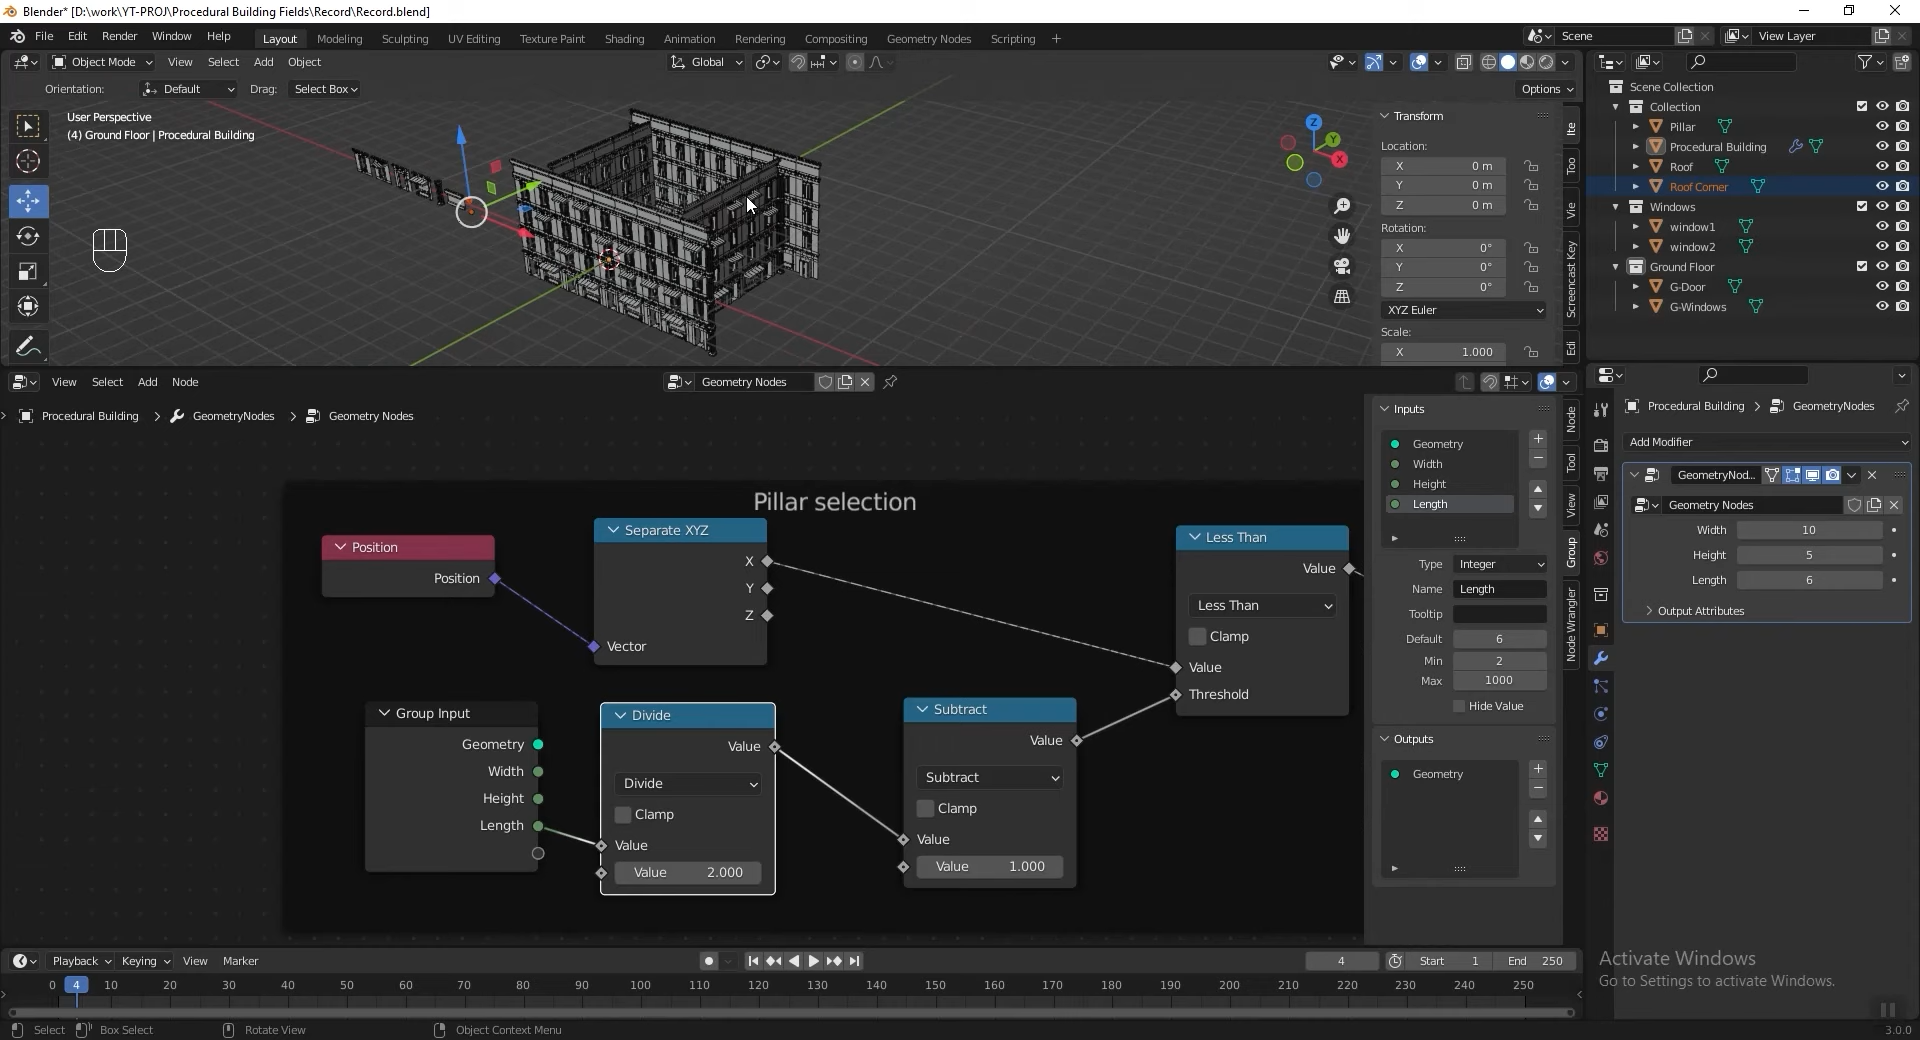 Blender* [D:\work\YT-PROJ\Procedural Building Fields\Record\Record.blend]
File Edit Render Window Help Layout Modeling Sculpting UV Editing Texture Paint Shading Animation Rendering Compositing Geometry Nodes Scripting + Scene View Layer
Object Mode View Select Add Object Global
Orientation: Default Drag: Select Box Options
User Perspective
(4) Ground Floor | Procedural Building
Z
Y
X
Transform
Location:
X 0 m
Y 0 m
Z 0 m
Rotation:
X 0°
Y 0°
Z 0°
XYZ Euler
Scale:
X 1.000
Ite
Too
Vie
Screencast Key
Edi
Scene Collection
Collection
Pillar
Procedural Building
Roof
Roof Corner
Windows
window1
window2
Ground Floor
G-Door
G-Windows
View Select Add Node Geometry Nodes
Procedural Building > GeometryNodes > Geometry Nodes
Pillar selection
Position
Position
Separate XYZ
X
Y
Z
Vector
Less Than
Value
Less Than
Clamp
Value
Threshold
Group Input
Geometry
Width
Height
Length
Divide
Value
Divide
Clamp
Value
Value 2.000
Subtract
Value
Subtract
Clamp
Value
Value 1.000
Inputs
Geometry
Width
Height
Length
Type Integer
Name Length
Tooltip
Default 6
Min 2
Max 1000
Hide Value
Outputs
Geometry
Node
Tool
View
Group
Node Wrangler
Procedural Building > GeometryNodes
Add Modifier
GeometryNod...
Geometry Nodes
Width 10
Height 5
Length 6
Output Attributes
Activate Windows
Go to Settings to activate Windows.
Playback Keying View Marker 4 Start 1 End 250
0 4 10 20 30 40 50 60 70 80 90 100 110 120 130 140 150 160 170 180 190 200 210 220 230 240 250
Select Box Select Rotate View Object Context Menu 3.0.0